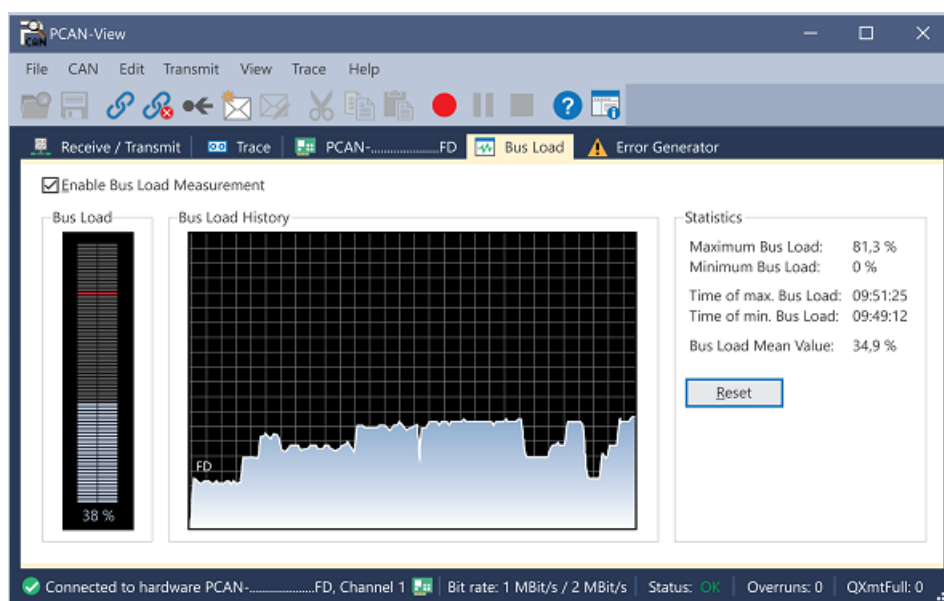 PCAN-View
File CAN Edit Transmit View Trace Help
Receive / Transmit Trace PCAN-.....................FD Bus Load Error Generator
Enable Bus Load Measurement
Bus Load Bus Load History Statistics
Maximum Bus Load: 81,3 %
Minimum Bus Load: 0 %
Time of max. Bus Load: 09:51:25
Time of min. Bus Load: 09:49:12
Bus Load Mean Value: 34,9 %
Reset
FD
38 %
Connected to hardware PCAN-.....................FD, Channel 1 Bit rate: 1 MBit/s / 2 MBit/s Status: OK Overruns: 0 QXmtFull: 0